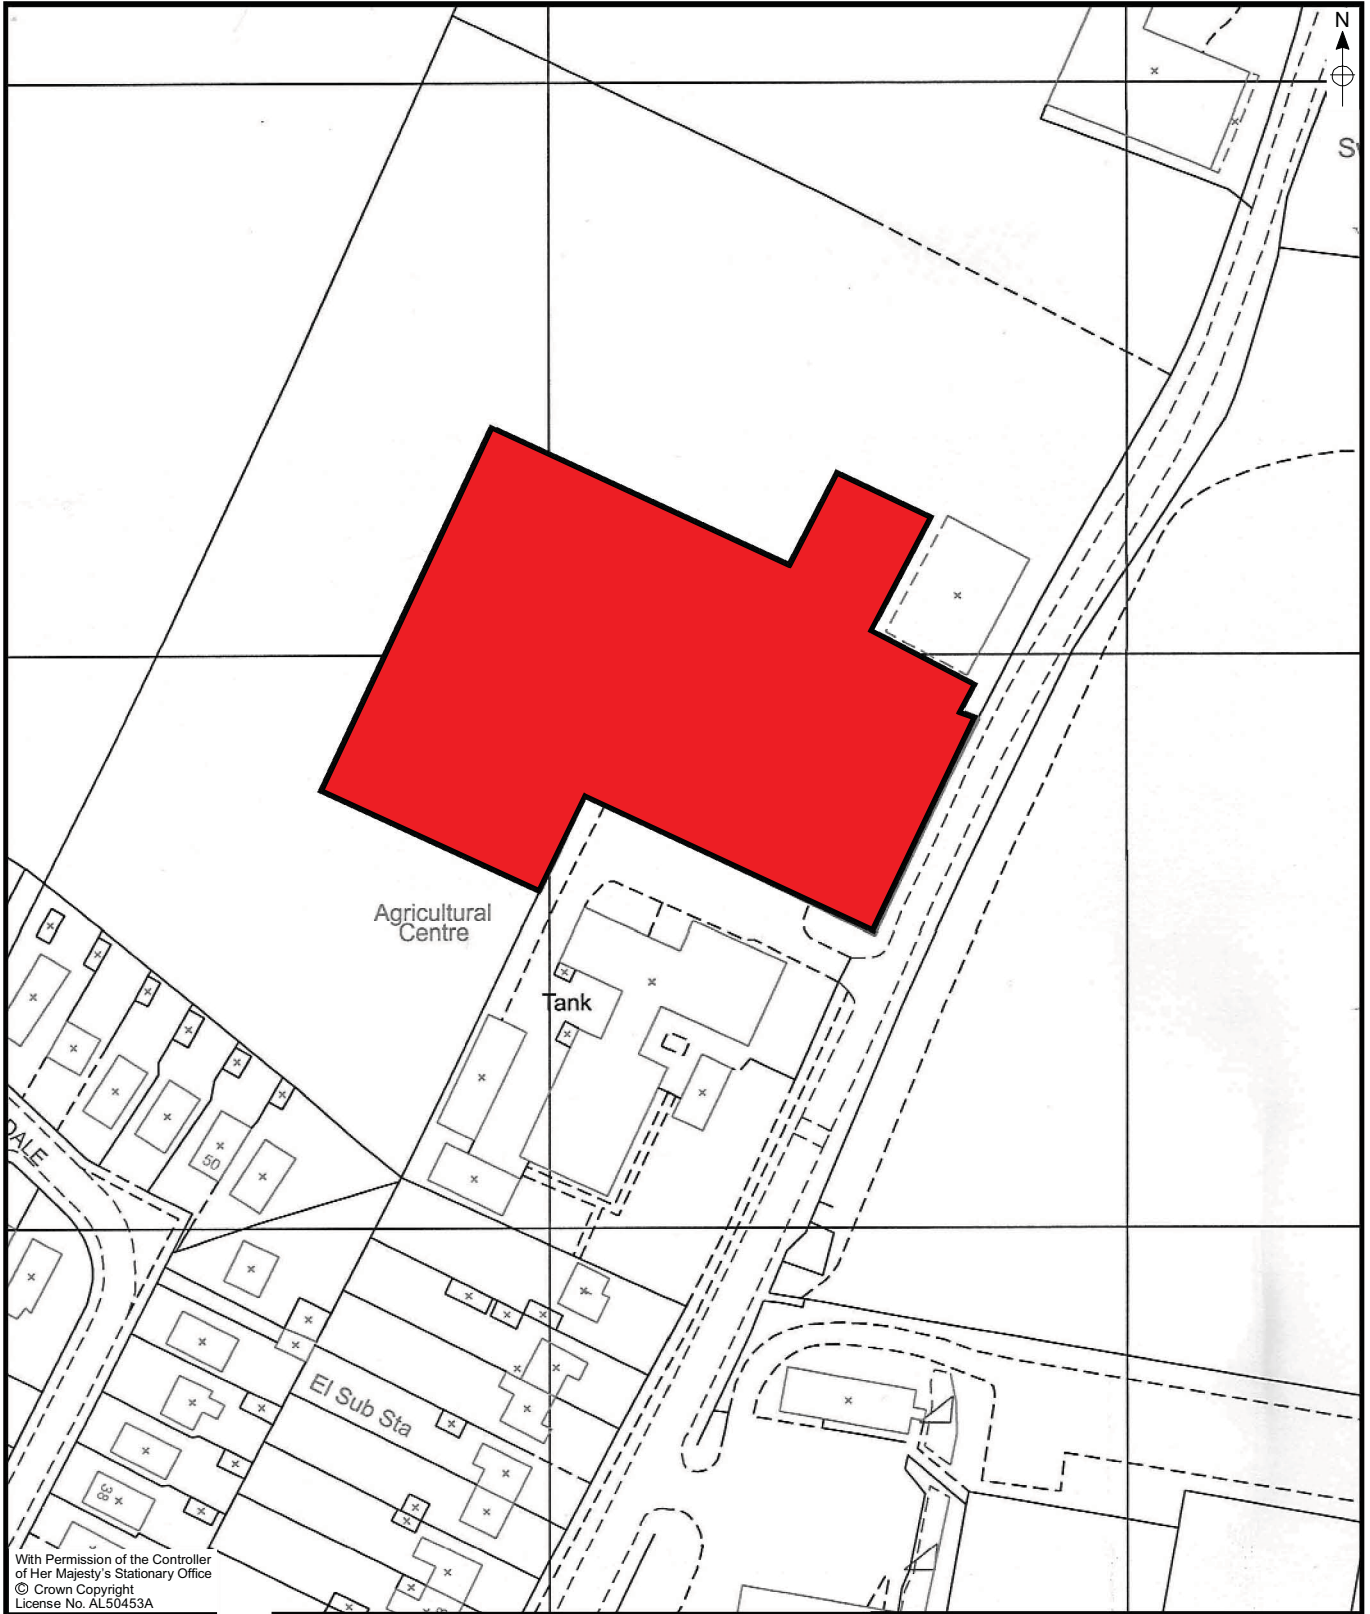 N
Agricultural
Centre
Tank
DALE
50
El Sub Sta
38
With Permission of the Controller
of Her Majesty's Stationary Office
© Crown Copyright
License No. AL50453A